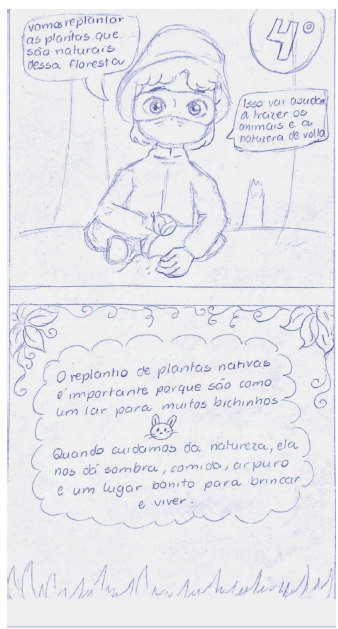 vamos replantar
as plantas que
são naturais
dessa floresta
4º
Isso vai ajudar
a trazer os
animais e a
natureza de volta
O replantio de plantas nativas
é importante porque são como
um lar para muitos bichinhos
Quando cuidamos da natureza, ela
nos dá sombra, comida, ar puro
e um lugar bonito para brincar
e viver.